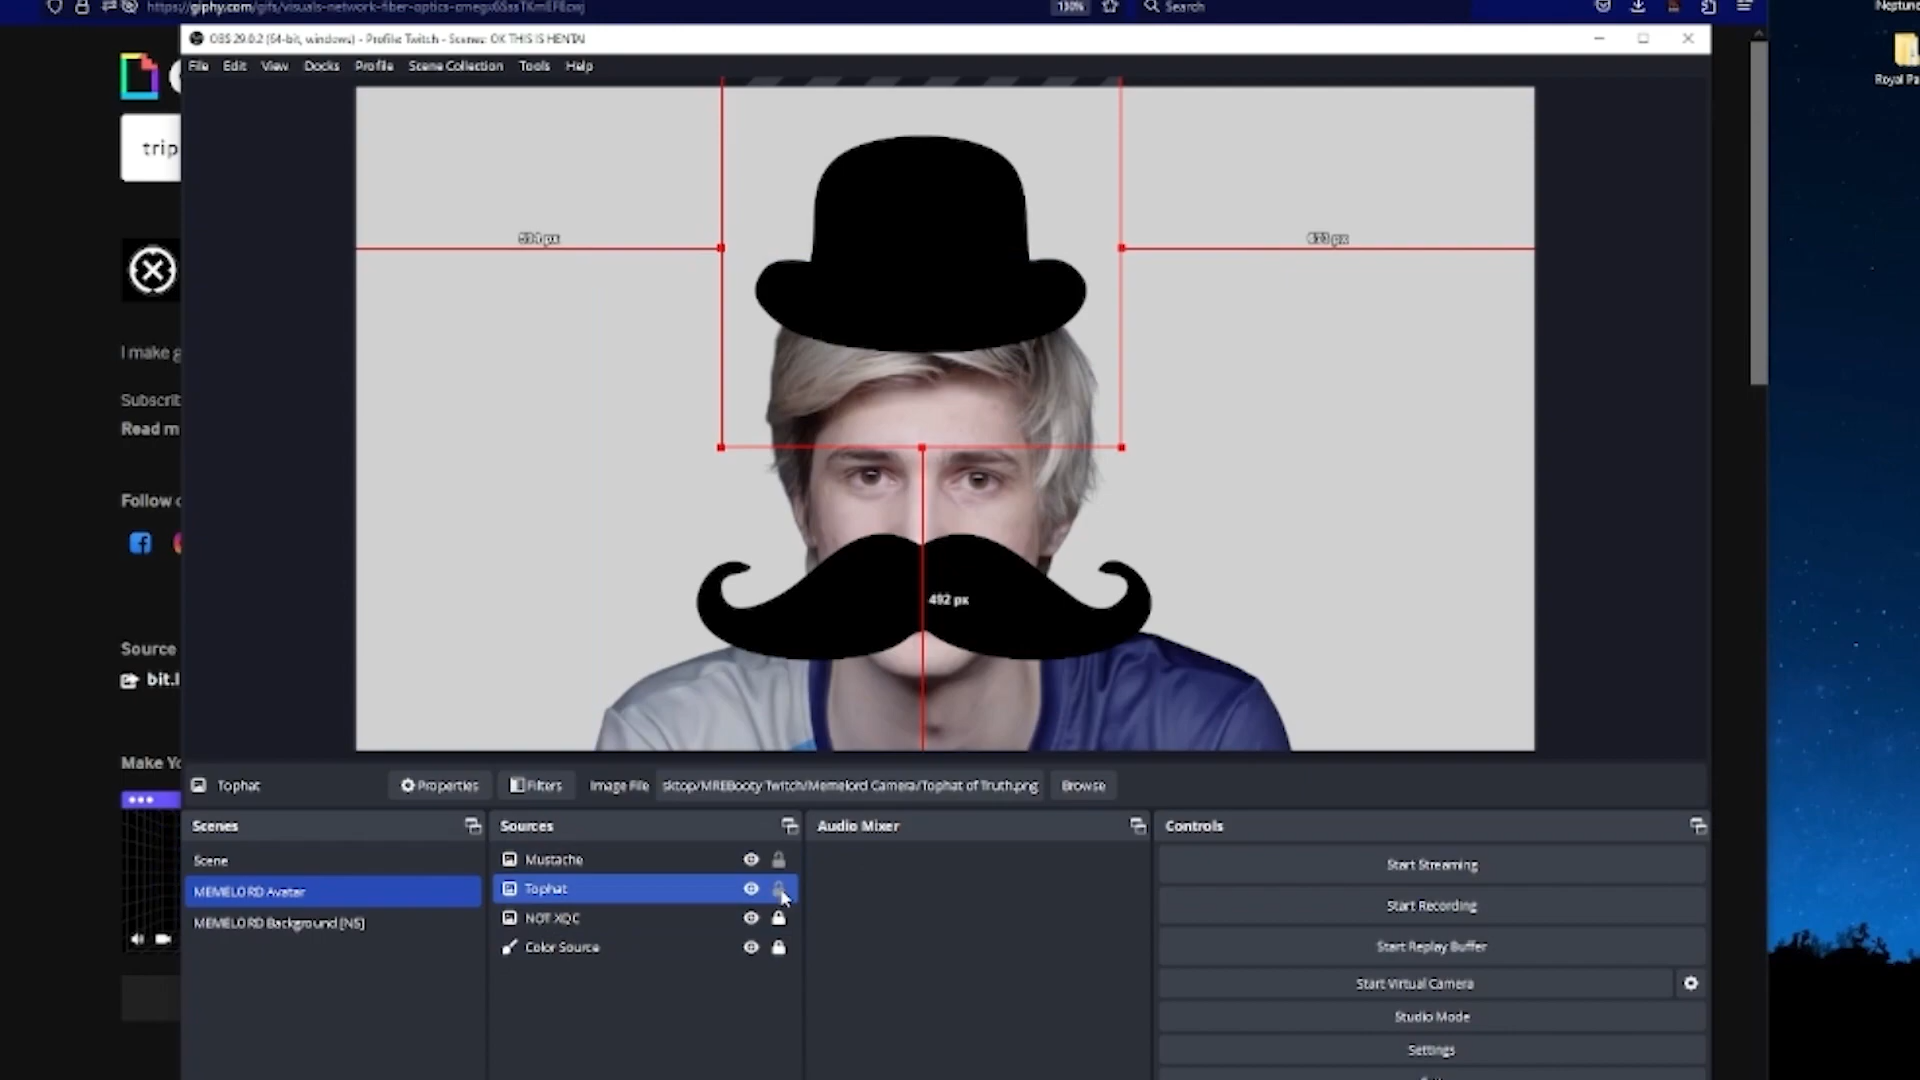 https://giphy.com/gifs/visuals-network-fiber-optics-
130%
Search
Neptune
OBS 29.0.2 (64-bit, windows) - Profile: Twitch - Scenes: OK THIS IS HENTAI
File Edit View Docks Profile Scene Collection Tools Help
Royal Pa
trip
I make g
Subscrib
Read m
Follow
Source
bit.l
Make Yo
492 px
Tophat
Properties
Filters
Image File
sktop/MREBooty Twitch/Memelord Camera/Tophat of Truth.png
Browse
Scenes
Scene
MEMELORD Avatar
MEMELORD Background [NS]
Sources
Mustache
Tophat
NOT XQC
Color Source
Audio Mixer
Controls
Start Streaming
Start Recording
Start Replay Buffer
Start Virtual Camera
Studio Mode
Settings